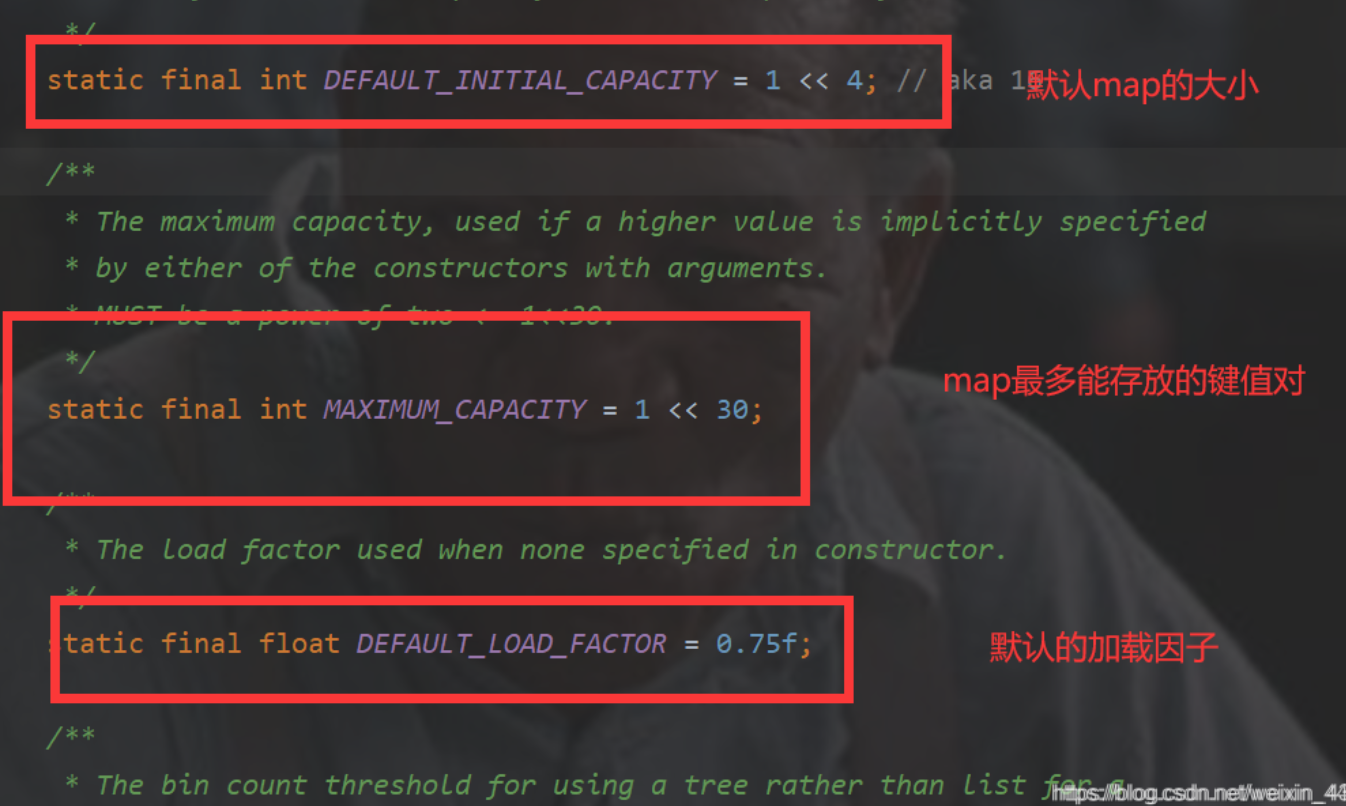 */
static final int DEFAULT_INITIAL_CAPACITY = 1 << 4; // aka 默认map的大小
/**
* The maximum capacity, used if a higher value is implicitly specified
* by either of the constructors with arguments.
* MUST be a power of two <= 1<<30.
*/
map最多能存放的键值对
static final int MAXIMUM_CAPACITY = 1 << 30;
/**
* The load factor used when none specified in constructor.
*/
static final float DEFAULT_LOAD_FACTOR = 0.75f; 默认的加载因子
/**
* The bin count threshold for using a tree rather than list for a
https://blog.csdn.net/weixin_44